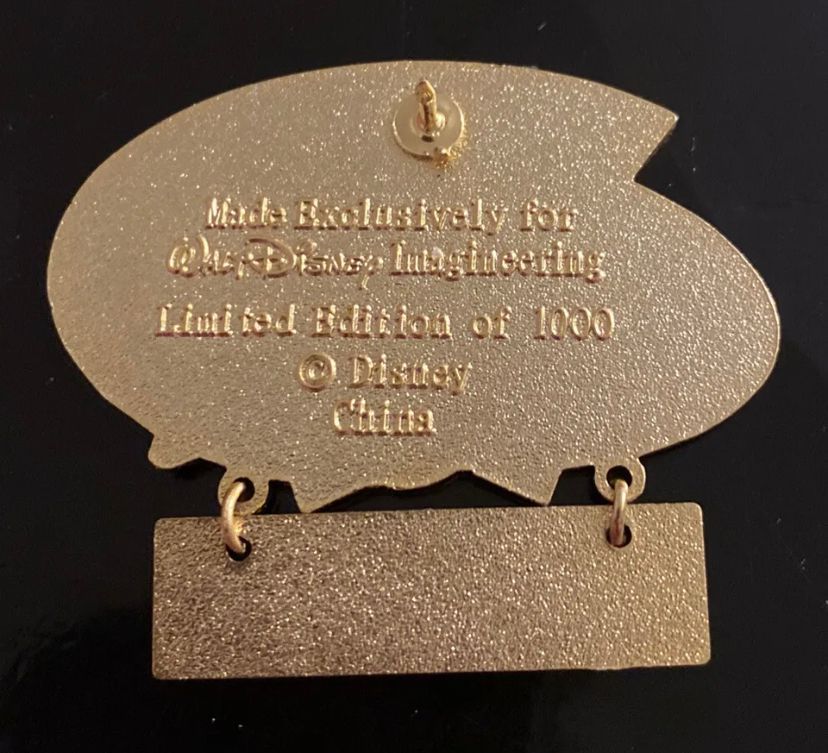 Made Exclusively for
Walt Disney Imagineering
Limited Edition of 1000
© Disney
China